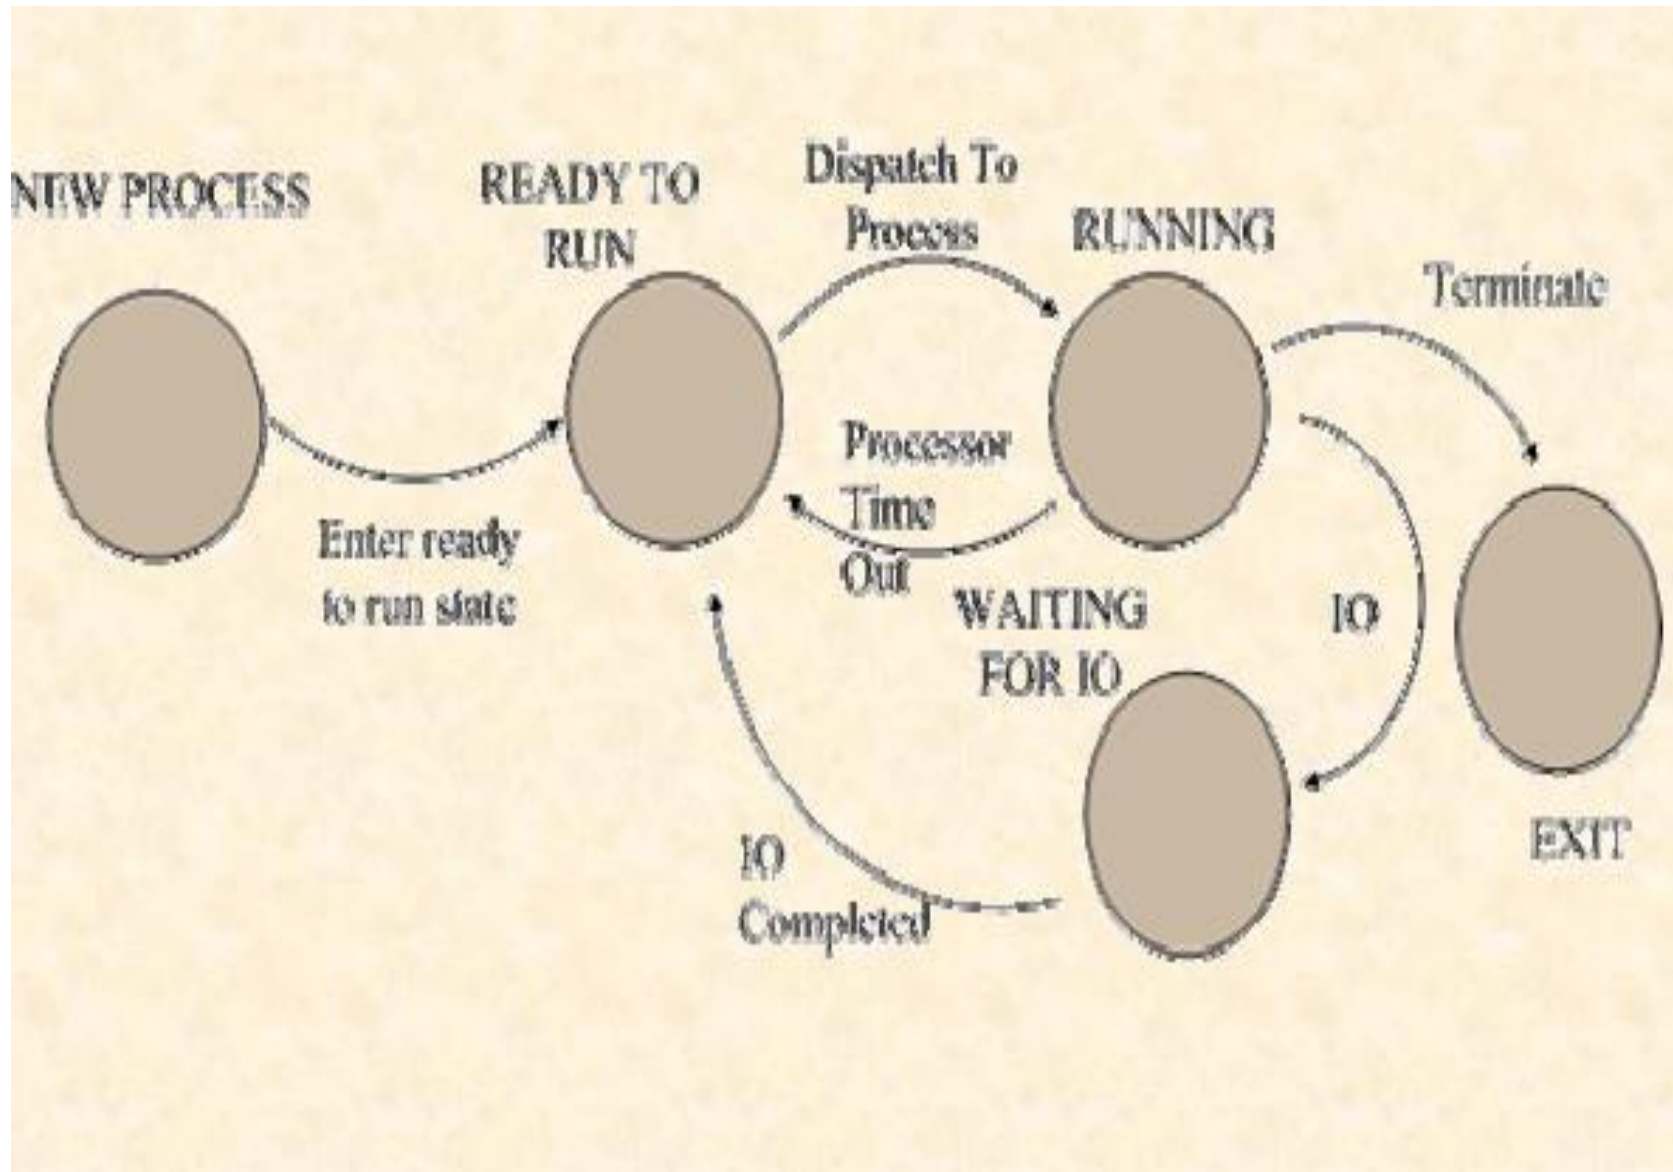 NEW PROCESS
READY TO
RUN
Dispatch To
Process
RUNNING
Terminate
Enter ready
to run state
Processor
Time
Out
WAITING
FOR IO
IO
EXIT
IO
Completed